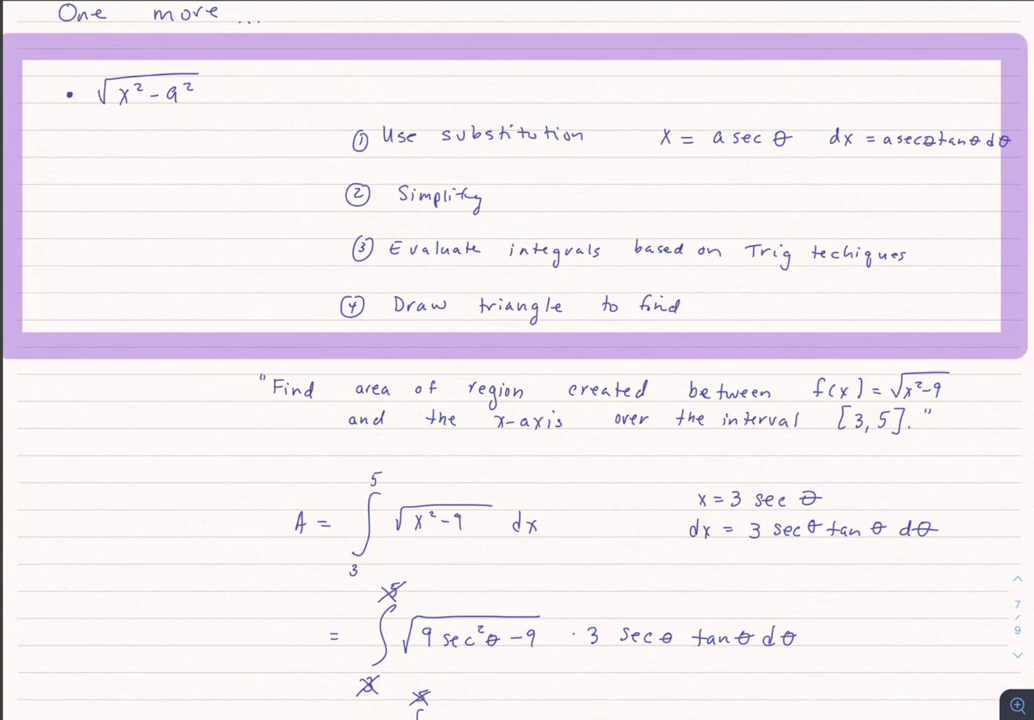 One more ...
• √x² - a²
① Use substitution x = a sec θ dx = a secθ tanθ dθ
② Simplify
③ Evaluate integrals based on Trig techiques
④ Draw triangle to find
"Find area of region created between f(x) = √x²-9
and the x-axis over the interval [3,5]."
A = ∫₃⁵ √x²-9 dx
x = 3 sec θ
dx = 3 secθ tan θ dθ
= ∫ √9 sec²θ - 9 · 3 secθ tanθ dθ
7
/
9